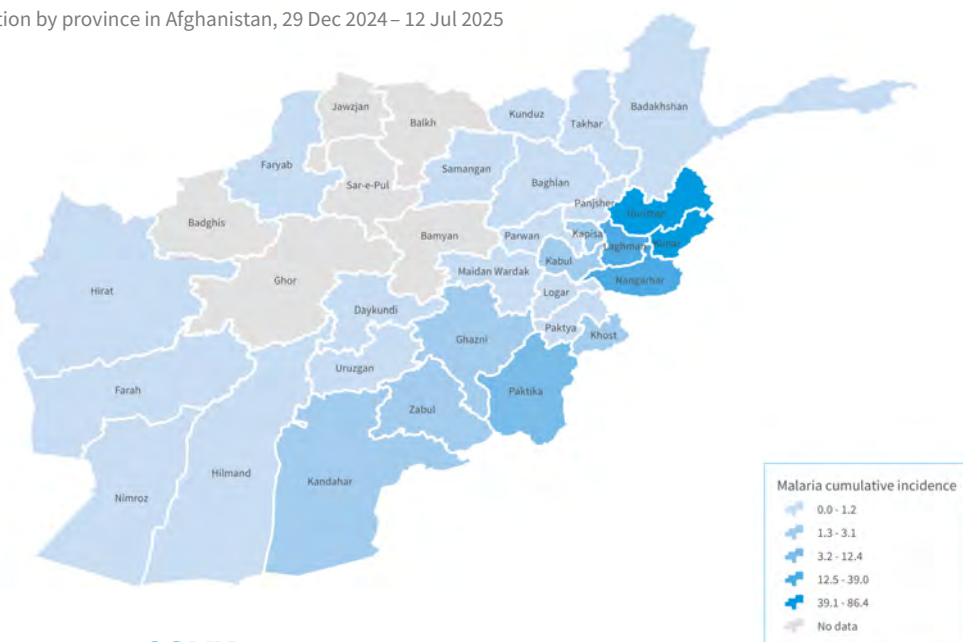 tion by province in Afghanistan, 29 Dec 2024 – 12 Jul 2025
Jawzjan
Balkh
Kunduz
Takhar
Badakhshan
Faryab
Sar-e-Pul
Samangan
Baghlan
Panjsher
Nuristan
Badghis
Bamyan
Parwan
Kapisa
Laghman
Kunar
Kabul
Maidan Wardak
Nangarhar
Hirat
Ghor
Logar
Daykundi
Paktya
Khost
Ghazni
Uruzgan
Farah
Paktika
Zabul
Hilmand
Kandahar
Nimroz
Malaria cumulative incidence
0.0 - 1.2
1.3 - 3.1
3.2 - 12.4
12.5 - 39.0
39.1 - 86.4
No data